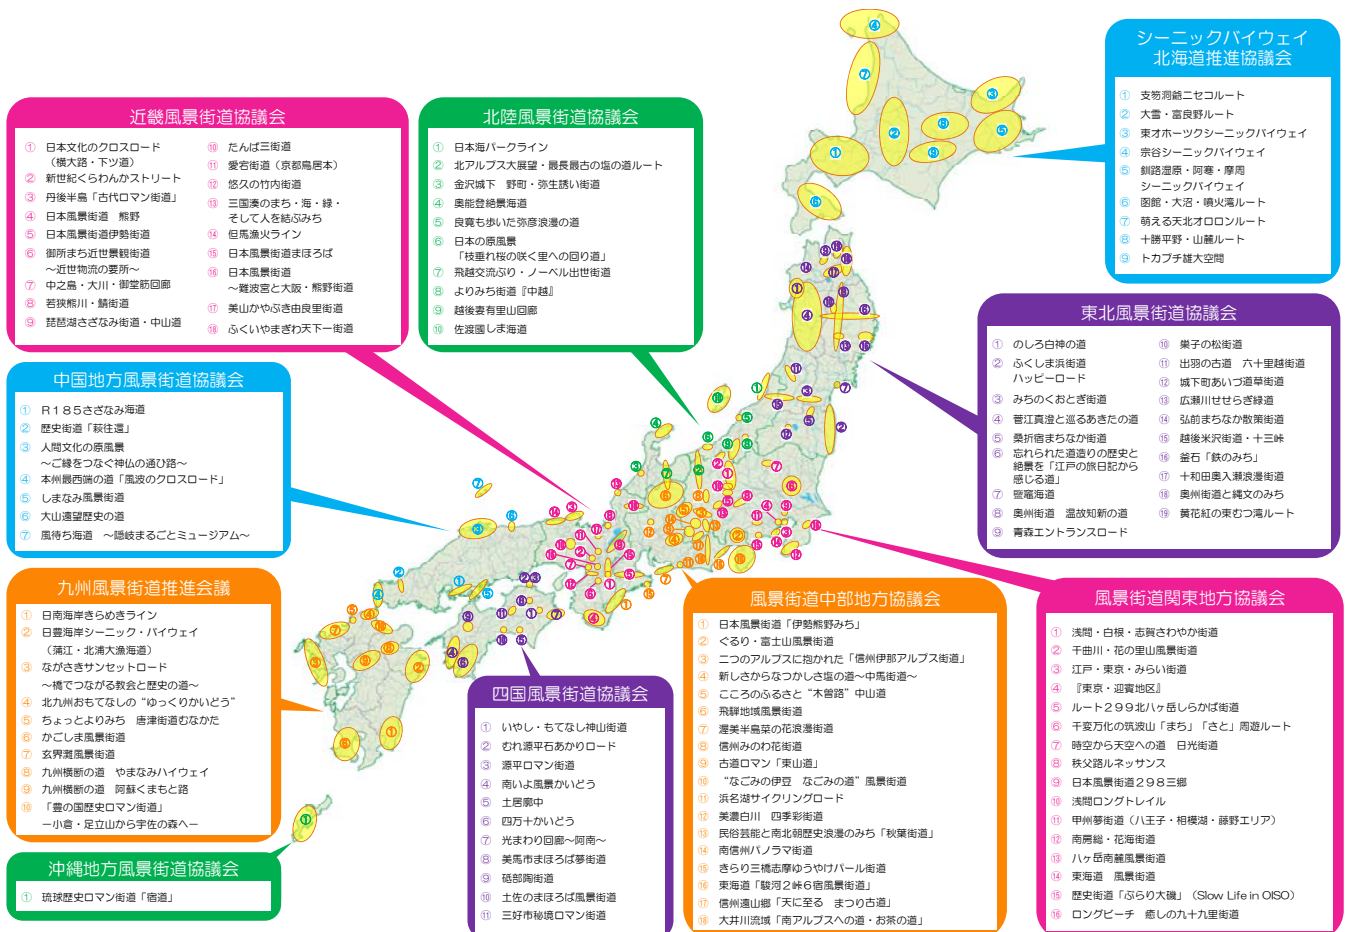 シーニックバイウェイ
北海道推進協議会
① 支笏洞爺ニセコルート
② 大雪・富良野ルート
③ 東オホーツクシーニックバイウェイ
④ 宗谷シーニックバイウェイ
⑤ 釧路湿原・阿寒・摩周
シーニックバイウェイ
⑥ 函館・大沼・噴火湾ルート
⑦ 萌える天北オロロンルート
⑧ 十勝平野・山麓ルート
⑨ トカプチ雄大空間
近畿風景街道協議会
① 日本文化のクロスロード
（横大路・下ツ道）
② 新世紀くらわんかストリート
③ 丹後半島「古代ロマン街道」
④ 日本風景街道 熊野
⑤ 日本風景街道伊勢街道
⑥ 御所まち近世景観街道
～近世物流の要所～
⑦ 中之島・大川・御堂筋回廊
⑧ 若狭熊川・鯖街道
⑨ 琵琶湖さざなみ街道・中山道
⑩ たんば三街道
⑪ 愛宕街道（京都鳥居本）
⑫ 悠久の竹内街道
⑬ 三国湊のまち・海・緑・
そして人を結ぶみち
⑭ 但馬漁火ライン
⑮ 日本風景街道まほろば
⑯ 日本風景街道
～難波宮と大阪・熊野街道
⑰ 美山かやぶき由良里街道
⑱ ふくいやまぎわ天下一街道
北陸風景街道協議会
① 日本海パークライン
② 北アルプス大展望・最長最古の塩の道ルート
③ 金沢城下 野町・弥生誘い街道
④ 奥能登絶景海道
⑤ 良寛も歩いた弥彦浪漫の道
⑥ 日本の原風景
「枝垂れ桜の咲く里への回り道」
⑦ 飛越交流ぶり・ノーベル出世街道
⑧ よりみち街道『中越』
⑨ 越後妻有里山回廊
⑩ 佐渡國しま海道
東北風景街道協議会
① のしろ白神の道
② ふくしま浜街道
ハッピーロード
③ みちのくおとぎ街道
④ 菅江真澄と巡るあきたの道
⑤ 桑折宿まちなか街道
⑥ 忘れられた道造りの歴史と
絶景を「江戸の旅日記から
感じる道」
⑦ 塩竈海道
⑧ 奥州街道 温故知新の道
⑨ 青森エントランスロード
⑩ 巣子の松街道
⑪ 出羽の古道 六十里越街道
⑫ 城下町あいづ道草街道
⑬ 広瀬川せせらぎ緑道
⑭ 弘前まちなか散策街道
⑮ 越後米沢街道・十三峠
⑯ 釜石「鉄のみち」
⑰ 十和田奥入瀬浪漫街道
⑱ 奥州街道と縄文のみち
⑲ 黄花紅の東むつ湾ルート
中国地方風景街道協議会
① Ｒ１８５さざなみ海道
② 歴史街道「萩往還」
③ 人間文化の原風景
～ご縁をつなぐ神仏の通ひ路～
④ 本州最西端の道「風波のクロスロード」
⑤ しまなみ風景街道
⑥ 大山遠望歴史の道
⑦ 風待ち海道 ～隠岐まるごとミュージアム～
九州風景街道推進会議
① 日南海岸きらめきライン
② 日豊海岸シーニック・バイウェイ
（蒲江・北浦大漁海道）
③ ながさきサンセットロード
～橋でつながる教会と歴史の道～
④ 北九州おもてなしの“ゆっくりかいどう”
⑤ ちょっとよりみち 唐津街道むなかた
⑥ かごしま風景街道
⑦ 玄界灘風景街道
⑧ 九州横断の道 やまなみハイウェイ
⑨ 九州横断の道 阿蘇くまもと路
⑩ 「豊の国歴史ロマン街道」
ー小倉・足立山から宇佐の森へー
沖縄地方風景街道協議会
① 琉球歴史ロマン街道「宿道」
四国風景街道協議会
① いやし・もてなし神山街道
② むれ源平石あかりロード
③ 源平ロマン街道
④ 南いよ風景かいどう
⑤ 土居廓中
⑥ 四万十かいどう
⑦ 光まわり回廊～阿南～
⑧ 美馬市まほろば夢街道
⑨ 砥部陶街道
⑩ 土佐のまほろば風景街道
⑪ 三好市秘境ロマン街道
風景街道中部地方協議会
① 日本風景街道「伊勢熊野みち」
② ぐるり・富士山風景街道
③ 二つのアルプスに抱かれた「信州伊那アルプス街道」
④ 新しさからなつかしさ塩の道～中馬街道～
⑤ こころのふるさと“木曽路”中山道
⑥ 飛騨地域風景街道
⑦ 渥美半島菜の花浪漫街道
⑧ 信州みのわ花街道
⑨ 古道ロマン「東山道」
⑩ “なごみの伊豆 なごみの道”風景街道
⑪ 浜名湖サイクリングロード
⑫ 美濃白川 四季彩街道
⑬ 民俗芸能と南北朝歴史浪漫のみち「秋葉街道」
⑭ 南信州パノラマ街道
⑮ きらり三橋志摩ゆうやけパール街道
⑯ 東海道「駿河２峠６宿風景街道」
⑰ 信州遠山郷「天に至る まつり古道」
⑱ 大井川流域「南アルプスへの道・お茶の道」
風景街道関東地方協議会
① 浅間・白根・志賀さわやか街道
② 千曲川・花の里山風景街道
③ 江戸・東京・みらい街道
④ 『東京・迎賓地区』
⑤ ルート２９９北八ヶ岳しらかば街道
⑥ 千変万化の筑波山「まち」「さと」周遊ルート
⑦ 時空から天空への道 日光街道
⑧ 秩父路ルネッサンス
⑨ 日本風景街道２９８三郷
⑩ 浅間ロングトレイル
⑪ 甲州夢街道（八王子・相模湖・藤野エリア）
⑫ 南房総・花海街道
⑬ 八ヶ岳南麓風景街道
⑭ 東海道 風景街道
⑮ 歴史街道「ぶらり大磯」（Slow Life in OISO）
⑯ ロングビーチ 癒しの九十九里街道